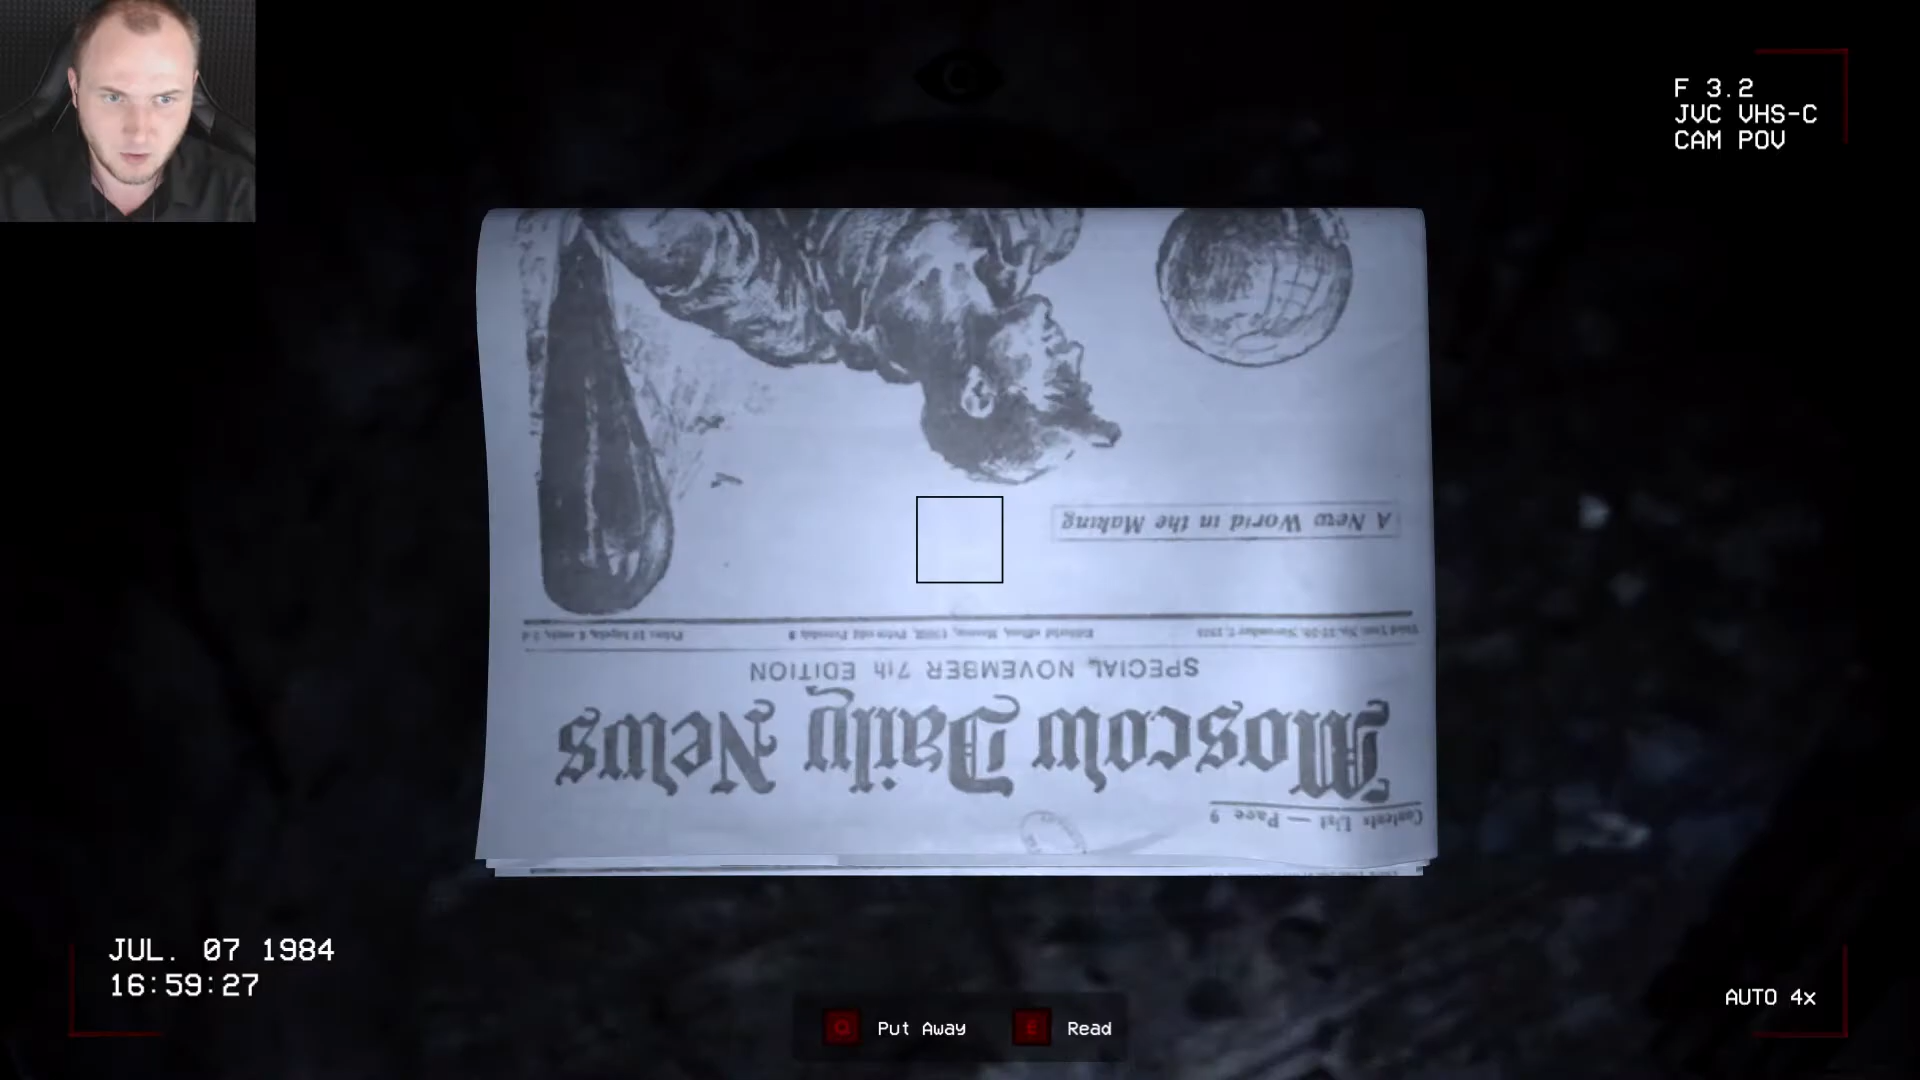 F 3.2
JVC VHS-C
CAM POV
Contents List — Page 9
Moscow Daily News
SPECIAL NOVEMBER 7th EDITION
A New World in the Making
JUL. 07 1984
16:59:27
AUTO 4x
Q Put Away
E Read